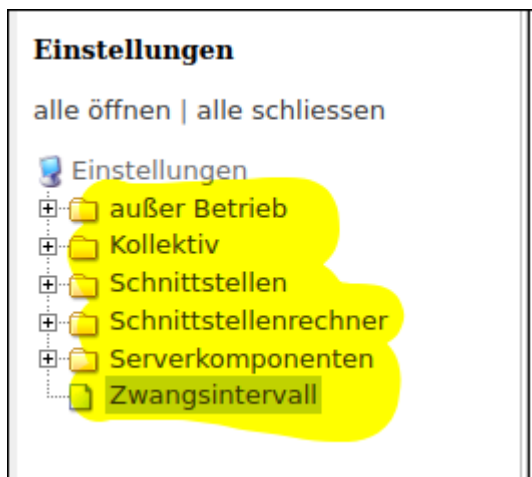 Einstellungen
alle öffnen | alle schliessen
Einstellungen
außer Betrieb
Kollektiv
Schnittstellen
Schnittstellenrechner
Serverkomponenten
Zwangsintervall